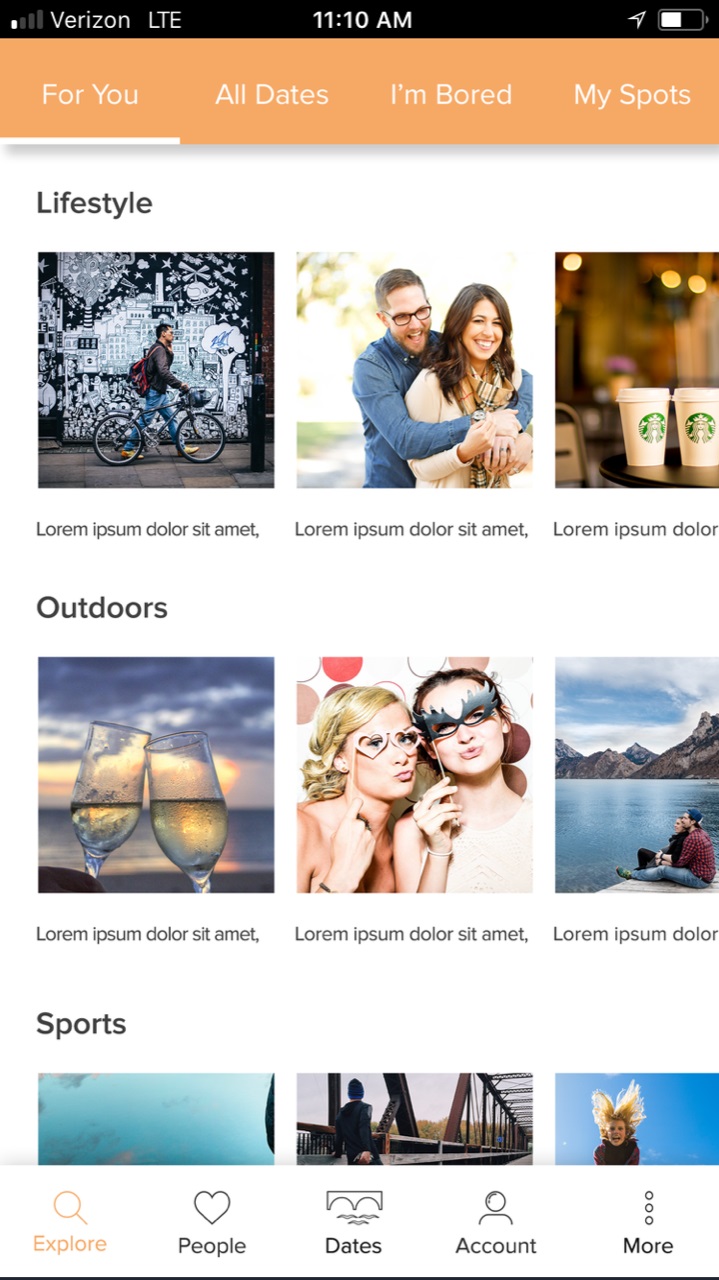 Verizon LTE 11:10 AM
For You All Dates I'm Bored My Spots
Lifestyle
Lorem ipsum dolor sit amet, Lorem ipsum dolor sit amet, Lorem ipsum dolor
Outdoors
Lorem ipsum dolor sit amet, Lorem ipsum dolor sit amet, Lorem ipsum dolor
Sports
Explore People Dates Account More